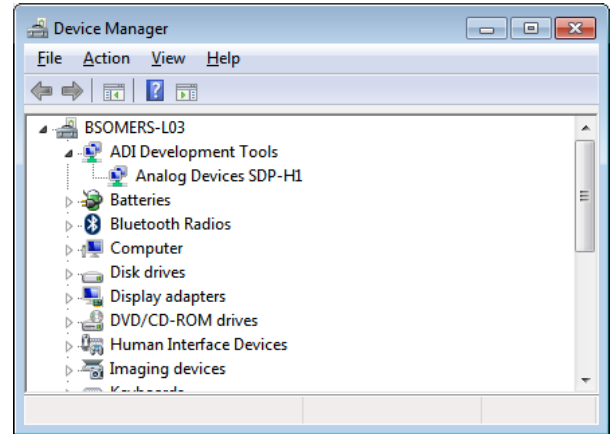 Device Manager
File Action View Help
BSOMERS-L03
ADI Development Tools
Analog Devices SDP-H1
Batteries
Bluetooth Radios
Computer
Disk drives
Display adapters
DVD/CD-ROM drives
Human Interface Devices
Imaging devices